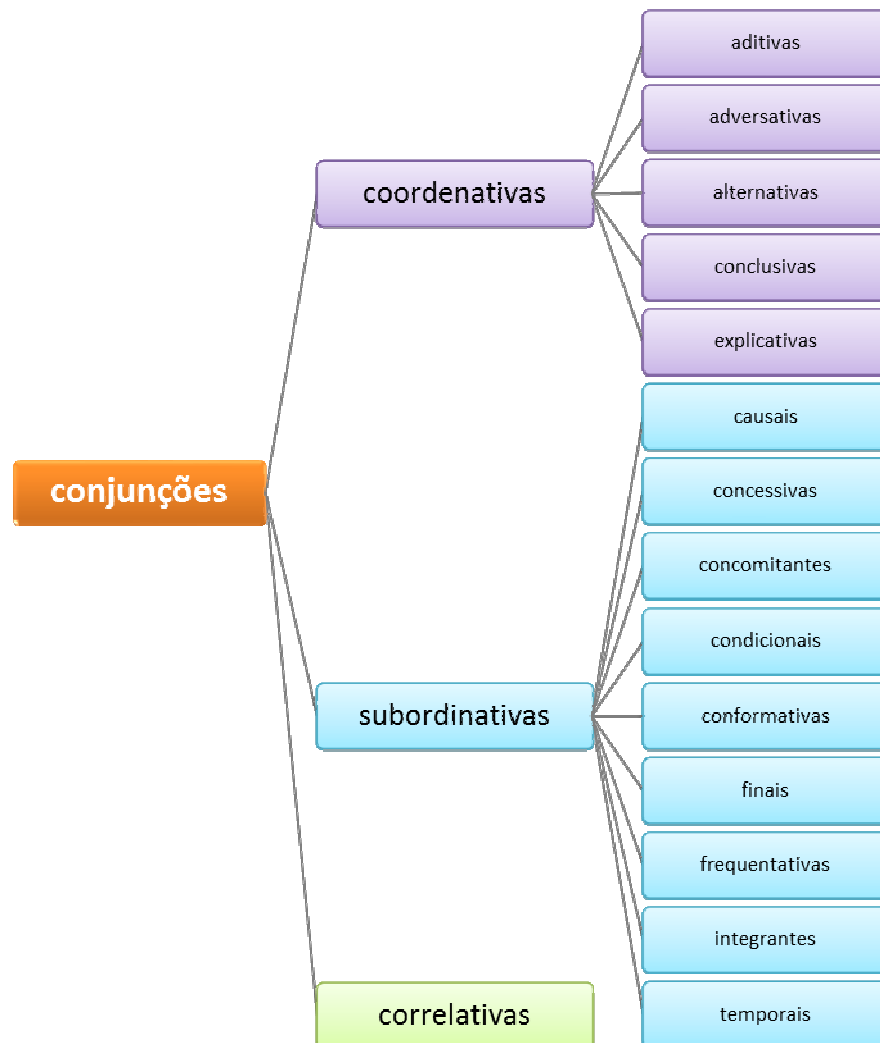 conjunções
coordenativas
aditivas
adversativas
alternativas
conclusivas
explicativas
subordinativas
causais
concessivas
concomitantes
condicionais
conformativas
finais
frequentativas
integrantes
temporais
correlativas